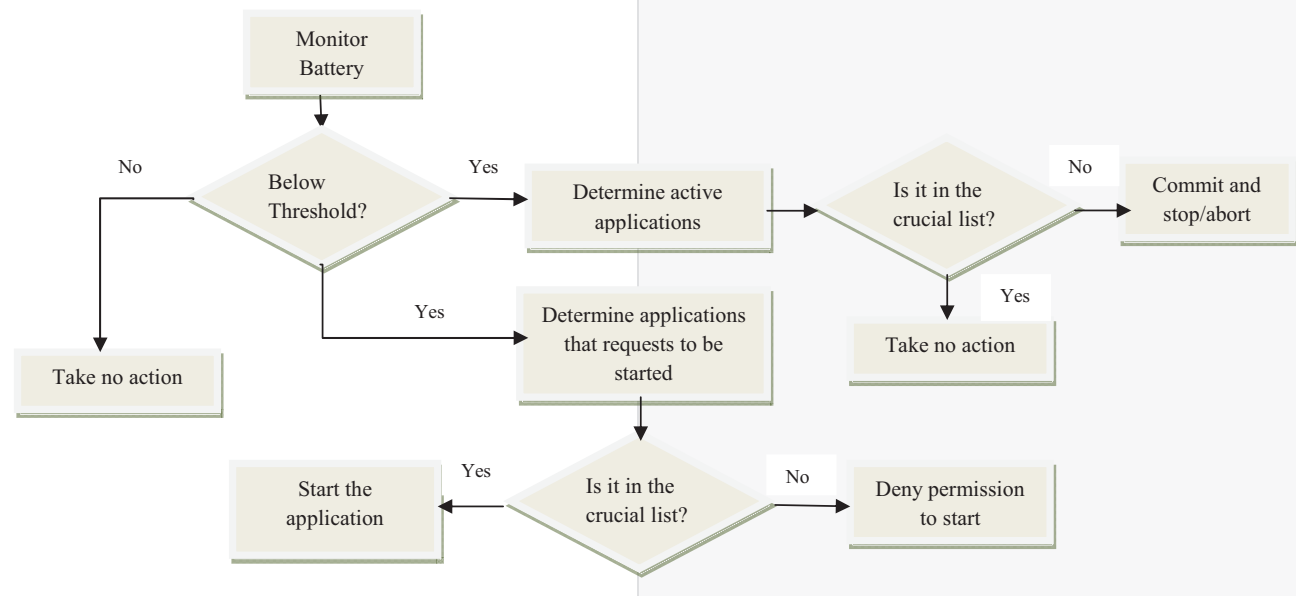 Monitor
Battery
No
Below
Threshold?
Yes
Determine active
applications
Is it in the
crucial list?
No
Commit and
stop/abort
Yes
Take no action
Yes
Determine applications
that requests to be
started
Take no action
Is it in the
crucial list?
Yes
Start the
application
No
Deny permission
to start